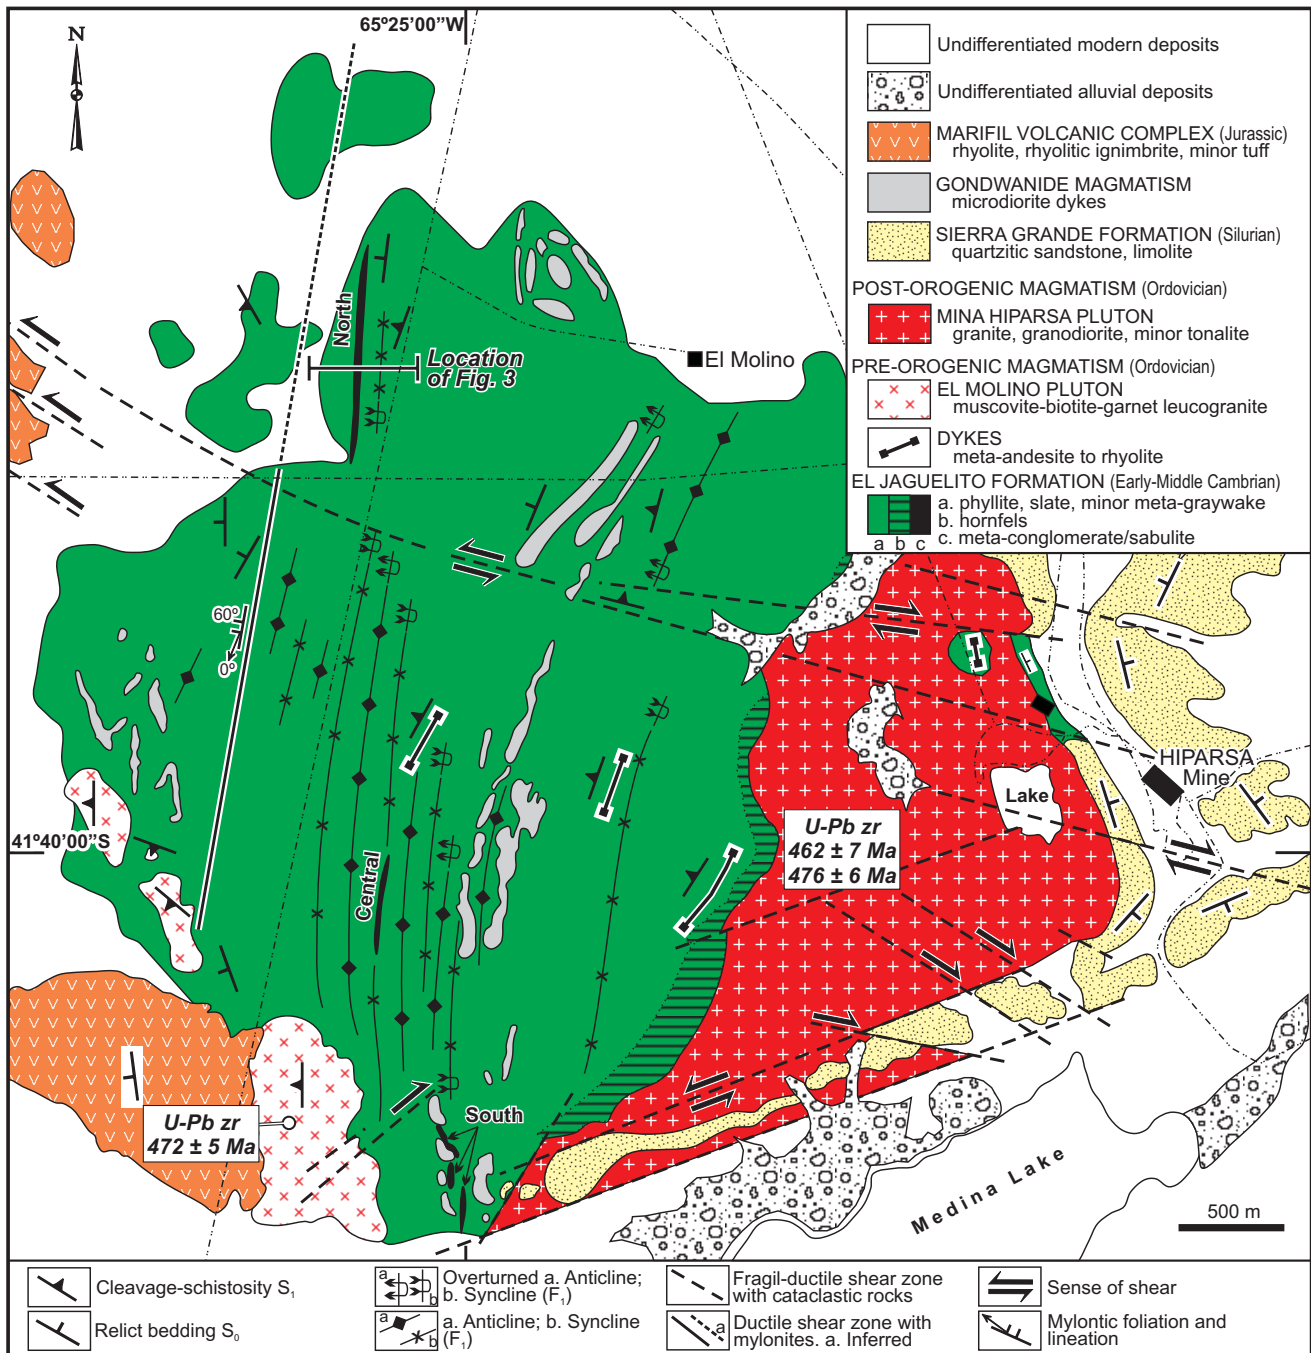 65º25'00"W
N
Undifferentiated modern deposits
Undifferentiated alluvial deposits
MARIFIL VOLCANIC COMPLEX (Jurassic)
rhyolite, rhyolitic ignimbrite, minor tuff
GONDWANIDE MAGMATISM
microdiorite dykes
SIERRA GRANDE FORMATION (Silurian)
quartzitic sandstone, limolite
POST-OROGENIC MAGMATISM (Ordovician)
MINA HIPARSA PLUTON
granite, granodiorite, minor tonalite
PRE-OROGENIC MAGMATISM (Ordovician)
EL MOLINO PLUTON
muscovite-biotite-garnet leucogranite
DYKES
meta-andesite to rhyolite
EL JAGUELITO FORMATION (Early-Middle Cambrian)
a. phyllite, slate, minor meta-graywake
b. hornfels
c. meta-conglomerate/sabulite
a b c
North
Location
of Fig. 3
El Molino
60º
0º
HIPARSA
Mine
Lake
41º40'00"S
U-Pb zr
462 ± 7 Ma
476 ± 6 Ma
Central
South
U-Pb zr
472 ± 5 Ma
Medina Lake
500 m
Cleavage-schistosity S₁
Relict bedding S₀
a
b
Overturned a. Anticline;
b. Syncline (F₁)
a
b
a. Anticline; b. Syncline
(F₁)
Fragil-ductile shear zone
with cataclastic rocks
a
Ductile shear zone with
mylonites. a. Inferred
Sense of shear
Mylontic foliation and
lineation